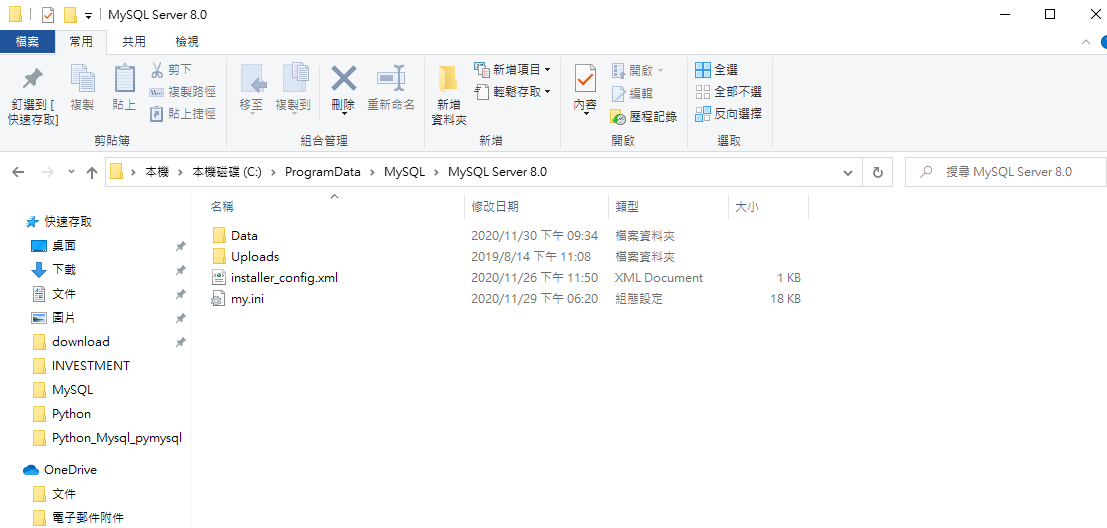 MySQL Server 8.0
檔案 常用 共用 檢視
釘選到 [
快速存取]
複製
貼上
剪下
複製路徑
貼上捷徑
剪貼簿
移至
複製到
刪除
重新命名
組合管理
新增
資料夾
新增項目
輕鬆存取
新增
內容
開啟
編輯
歷程記錄
開啟
全選
全部不選
反向選擇
選取
本機 本機磁碟 (C:) ProgramData MySQL MySQL Server 8.0
搜尋 MySQL Server 8.0
快速存取
桌面
下載
文件
圖片
download
INVESTMENT
MySQL
Python
Python_Mysql_pymysql
OneDrive
文件
電子郵件附件
名稱 修改日期 類型 大小
Data 2020/11/30 下午 09:34 檔案資料夾
Uploads 2019/8/14 下午 11:08 檔案資料夾
installer_config.xml 2020/11/26 下午 11:50 XML Document 1 KB
my.ini 2020/11/29 下午 06:20 組態設定 18 KB